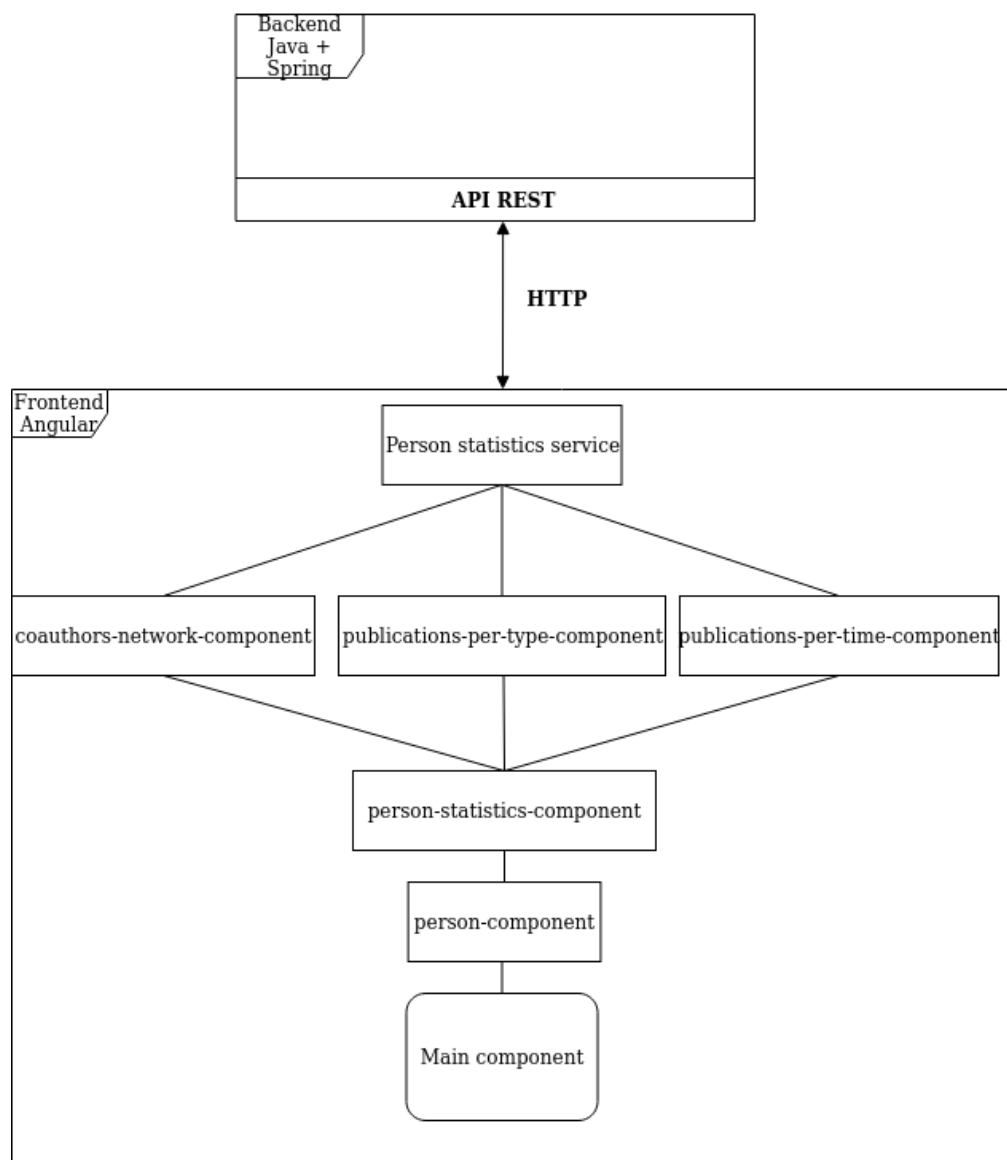 Backend
Java +
Spring
API REST
HTTP
Frontend
Angular
Person statistics service
coauthors-network-component
publications-per-type-component
publications-per-time-component
person-statistics-component
person-component
Main component